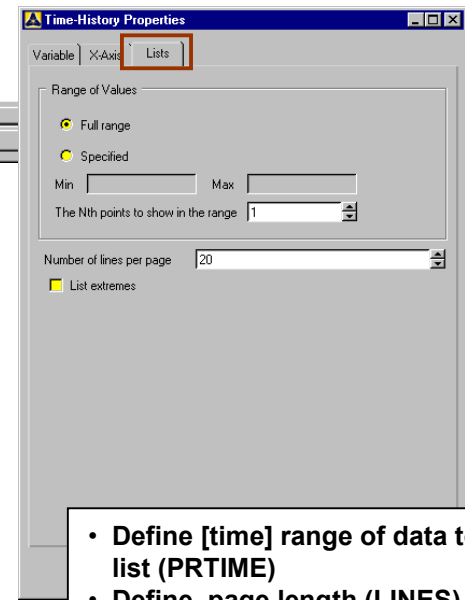 Time-History Properties
Variable X-Axis Lists
Range of Values
Full range
Specified
Min Max
The Nth points to show in the range 1
Number of lines per page 20
List extremes
• Define [time] range of data
list (PRTIME)
• Define page length (LINES)